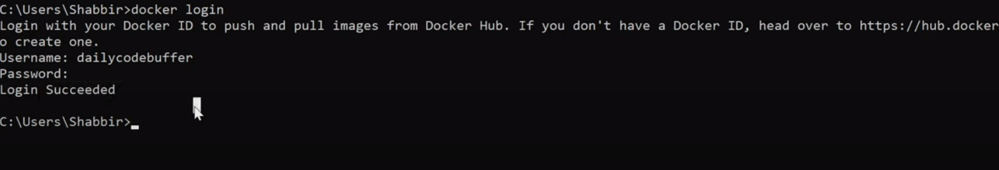 C:\Users\Shabbir>docker login
Login with your Docker ID to push and pull images from Docker Hub. If you don't have a Docker ID, head over to https://hub.docker
o create one.
Username: dailycodebuffer
Password:
Login Succeeded
C:\Users\Shabbir>_